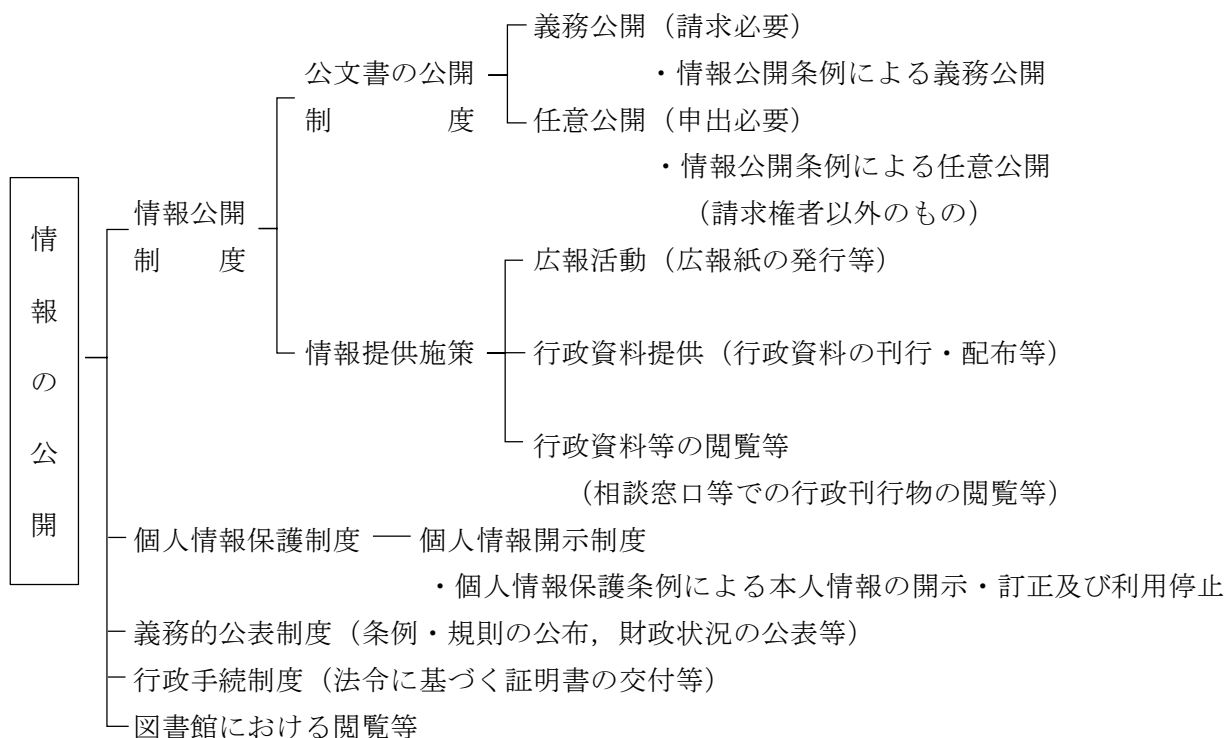 義務公開（請求必要）
公文書の公開
・情報公開条例による義務公開
制　　　　度
任意公開（申出必要）
・情報公開条例による任意公開
（請求権者以外のもの）
情報公開
制　　度
広報活動（広報紙の発行等）
情報提供施策
行政資料提供（行政資料の刊行・配布等）
行政資料等の閲覧等
（相談窓口等での行政刊行物の閲覧等）
情報の公開
個人情報保護制度
個人情報開示制度
・個人情報保護条例による本人情報の開示・訂正及び利用停止
義務的公表制度（条例・規則の公布，財政状況の公表等）
行政手続制度（法令に基づく証明書の交付等）
図書館における閲覧等